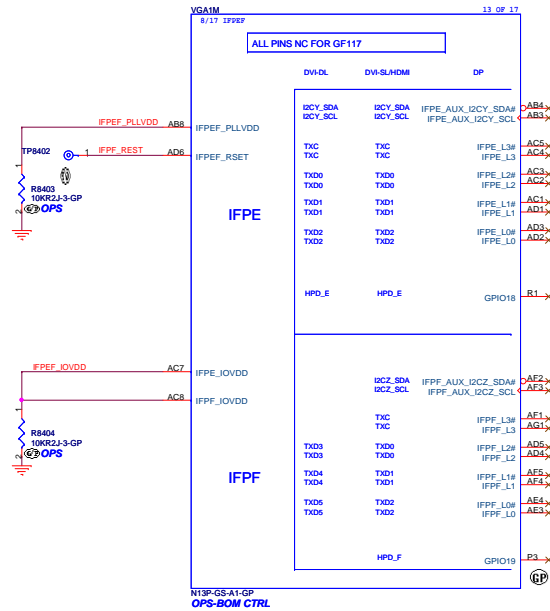 VGA1M 13 OF 17
8/17 IFPEF
ALL PINS NC FOR GF117
DVI-DL DVI-SL/HDMI DP
I2CY_SDA I2CY_SDA IFPE_AUX_I2CY_SDA# AB4
I2CY_SCL I2CY_SCL IFPE_AUX_I2CY_SCL AB3
IFPEF_PLLVDD AB8 IFPEF_PLLVDD
TP8402 1 IFPF_REST AD6 IFPEF_RSET
TXC TXC IFPE_L3# AC5
TXC TXC IFPE_L3 AC4
TXD0 TXD0 IFPE_L2# AC3
TXD0 TXD0 IFPE_L2 AC2
1
R8403
10KR2J-3-GP
OPS
2
IFPE
TXD1 TXD1 IFPE_L1# AC1
TXD1 TXD1 IFPE_L1 AD1
TXD2 TXD2 IFPE_L0# AD3
TXD2 TXD2 IFPE_L0 AD2
HPD_E HPD_E GPIO18 R1
IFPEF_IOVDD AC7 IFPE_IOVDD
AC8 IFPF_IOVDD
I2CZ_SDA IFPF_AUX_I2CZ_SDA# AF2
I2CZ_SCL IFPF_AUX_I2CZ_SCL AF3
1
R8404
10KR2J-3-GP
OPS
2
TXC IFPF_L3# AF1
TXC IFPF_L3 AG1
TXD3 TXD0 IFPF_L2# AD5
TXD3 TXD0 IFPF_L2 AD4
IFPF
TXD4 TXD1 IFPF_L1# AF5
TXD4 TXD1 IFPF_L1 AF4
TXD5 TXD2 IFPF_L0# AE4
TXD5 TXD2 IFPF_L0 AE3
HPD_F GPIO19 P3
GP
N13P-GS-A1-GP
OPS-BOM CTRL